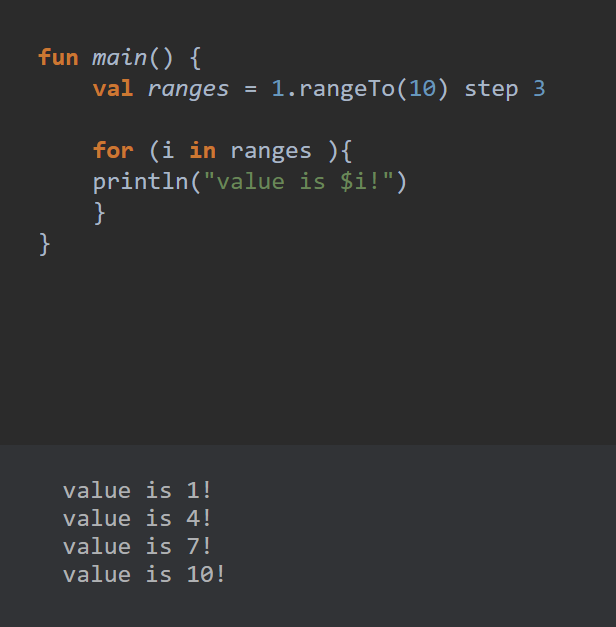 fun main() {
    val ranges = 1.rangeTo(10) step 3
    for (i in ranges ){
    println("value is $i!")
    }
}
value is 1!
value is 4!
value is 7!
value is 10!